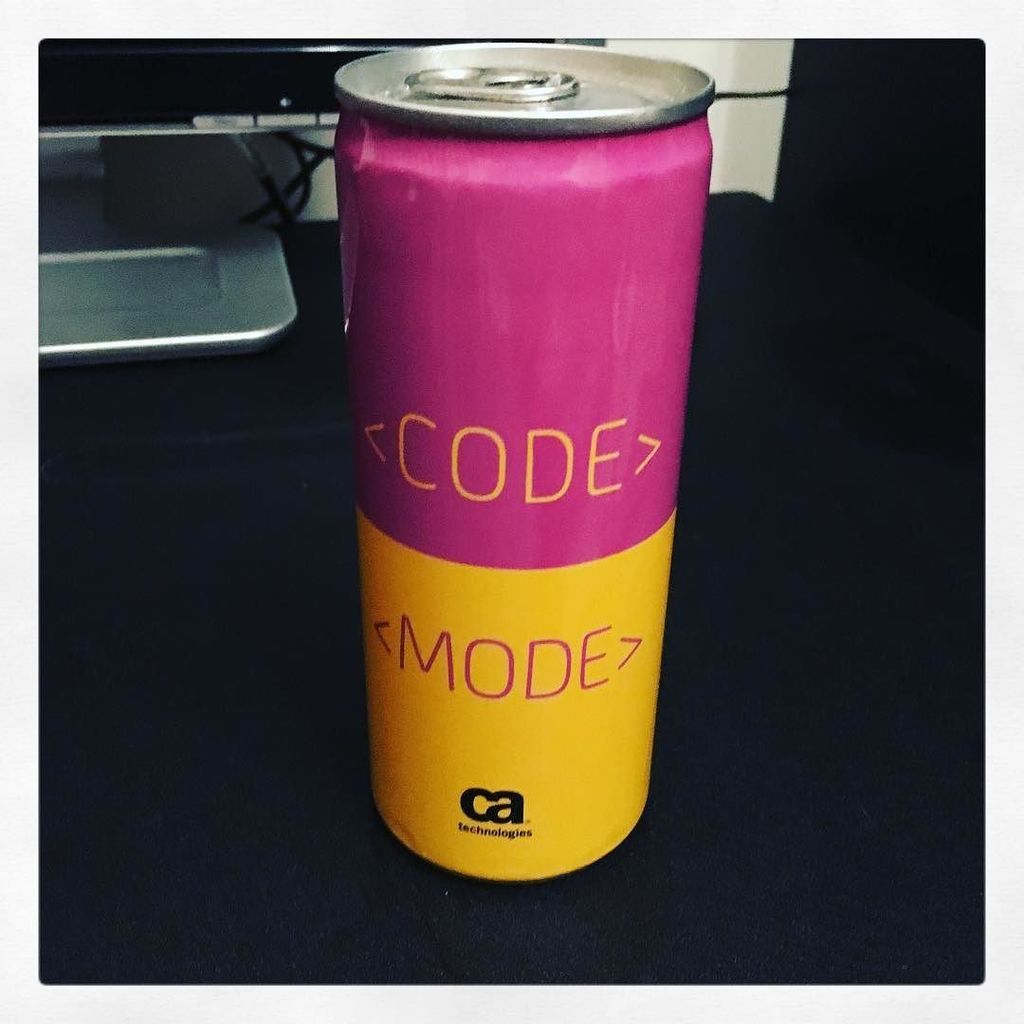 <CODE>
<MODE>
ca
technologies